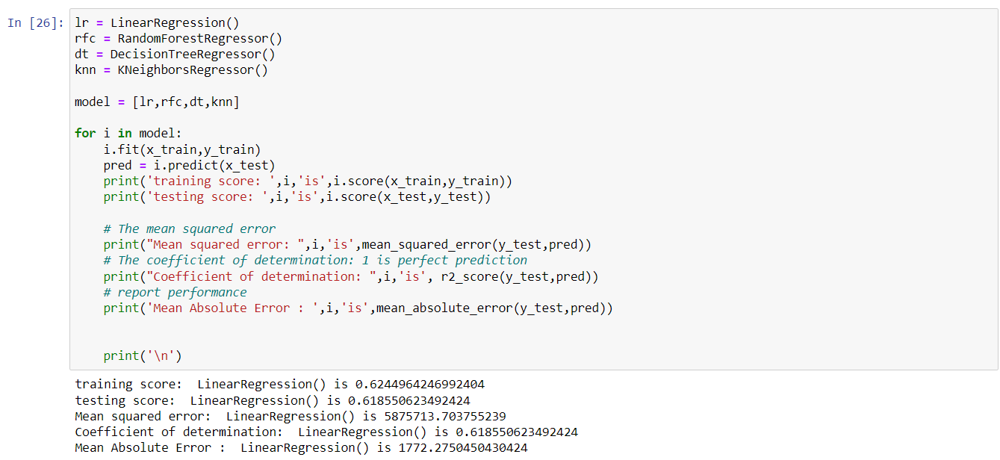 In [26]: lr = LinearRegression()
rfc = RandomForestRegressor()
dt = DecisionTreeRegressor()
knn = KNeighborsRegressor()
model = [lr,rfc,dt,knn]
for i in model:
    i.fit(x_train,y_train)
    pred = i.predict(x_test)
    print('training score: ',i,'is',i.score(x_train,y_train))
    print('testing score: ',i,'is',i.score(x_test,y_test))
    # The mean squared error
    print("Mean squared error: ",i,'is',mean_squared_error(y_test,pred))
    # The coefficient of determination: 1 is perfect prediction
    print("Coefficient of determination: ",i,'is', r2_score(y_test,pred))
    # report performance
    print('Mean Absolute Error : ',i,'is',mean_absolute_error(y_test,pred))
    print('\n')
training score:  LinearRegression() is 0.6244964246992404
testing score:  LinearRegression() is 0.618550623492424
Mean squared error:  LinearRegression() is 5875713.703755239
Coefficient of determination:  LinearRegression() is 0.618550623492424
Mean Absolute Error :  LinearRegression() is 1772.2750450430424